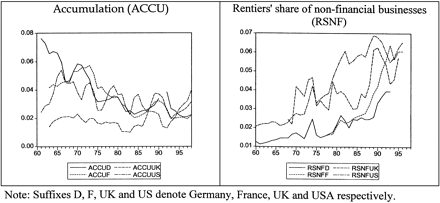 Accumulation (ACCU)
0.08
0.06
0.04
0.02
0.00
60 65 70 75 80 85 90 95
ACCUD ACCUUK
ACCUF ACCUUS
Rentiers' share of non-financial businesses
(RSNF)
0.07
0.06
0.05
0.04
0.03
0.02
0.01
60 65 70 75 80 85 90 95
RSNFD RSNFUK
RSNFF RSNFUS
Note: Suffixes D, F, UK and US denote Germany, France, UK and USA respectively.